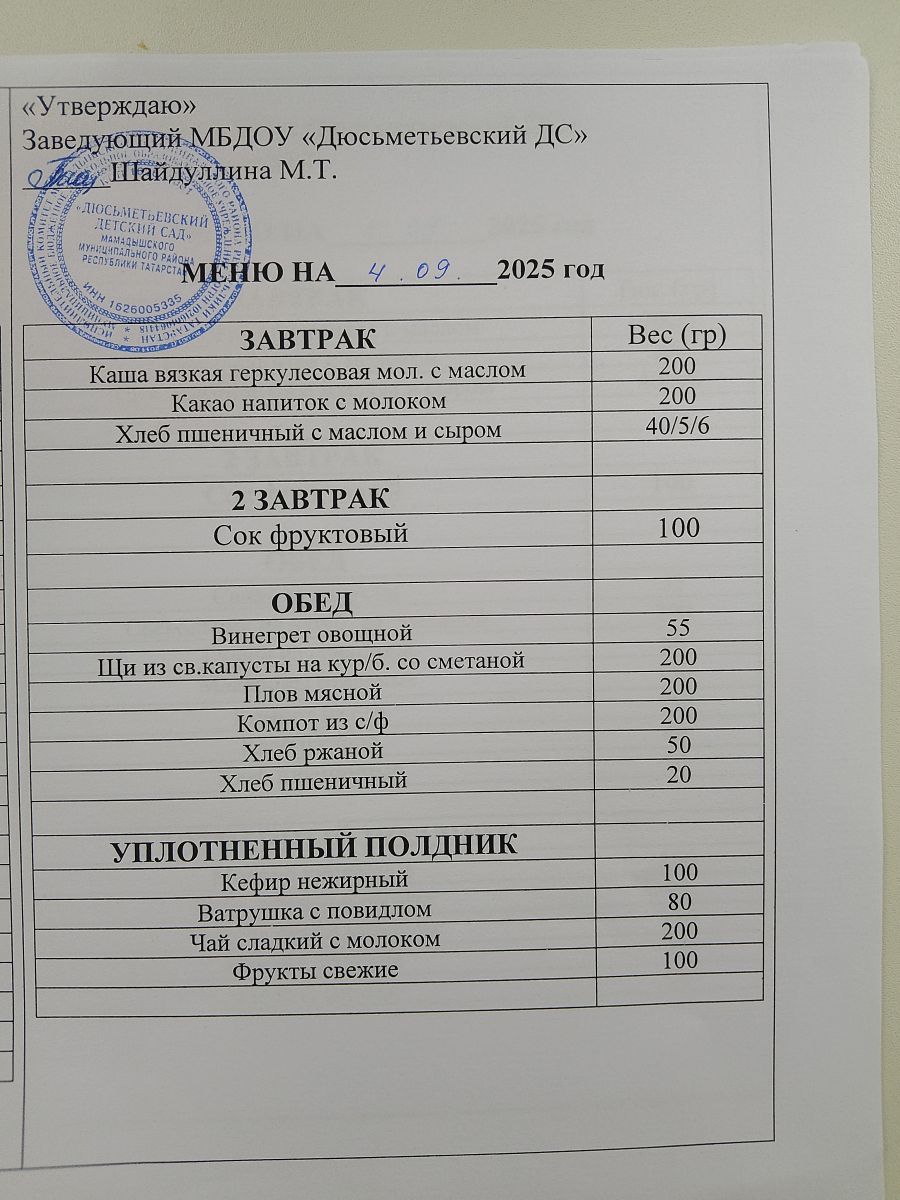 «Утверждаю»
Заведующий МБДОУ «Дюсьметьевский ДС»
Шайдуллина М.Т.
«ДЮСЬМЕТЬЕВСКИЙ
ДЕТСКИЙ САД»
МАМАДЫШСКОГО
МУНИЦИПАЛЬНОГО РАЙОНА
РЕСПУБЛИКИ ТАТАРСТАН
ИНН 1626005335
МЕНЮ НА 4.09. 2025 год
ЗАВТРАК Вес (гр)
Каша вязкая геркулесовая мол. с маслом 200
Какао напиток с молоком 200
Хлеб пшеничный с маслом и сыром 40/5/6
2 ЗАВТРАК
Сок фруктовый 100
ОБЕД
Винегрет овощной 55
Щи из св.капусты на кур/б. со сметаной 200
Плов мясной 200
Компот из с/ф 200
Хлеб ржаной 50
Хлеб пшеничный 20
УПЛОТНЕННЫЙ ПОЛДНИК
Кефир нежирный 100
Ватрушка с повидлом 80
Чай сладкий с молоком 200
Фрукты свежие 100